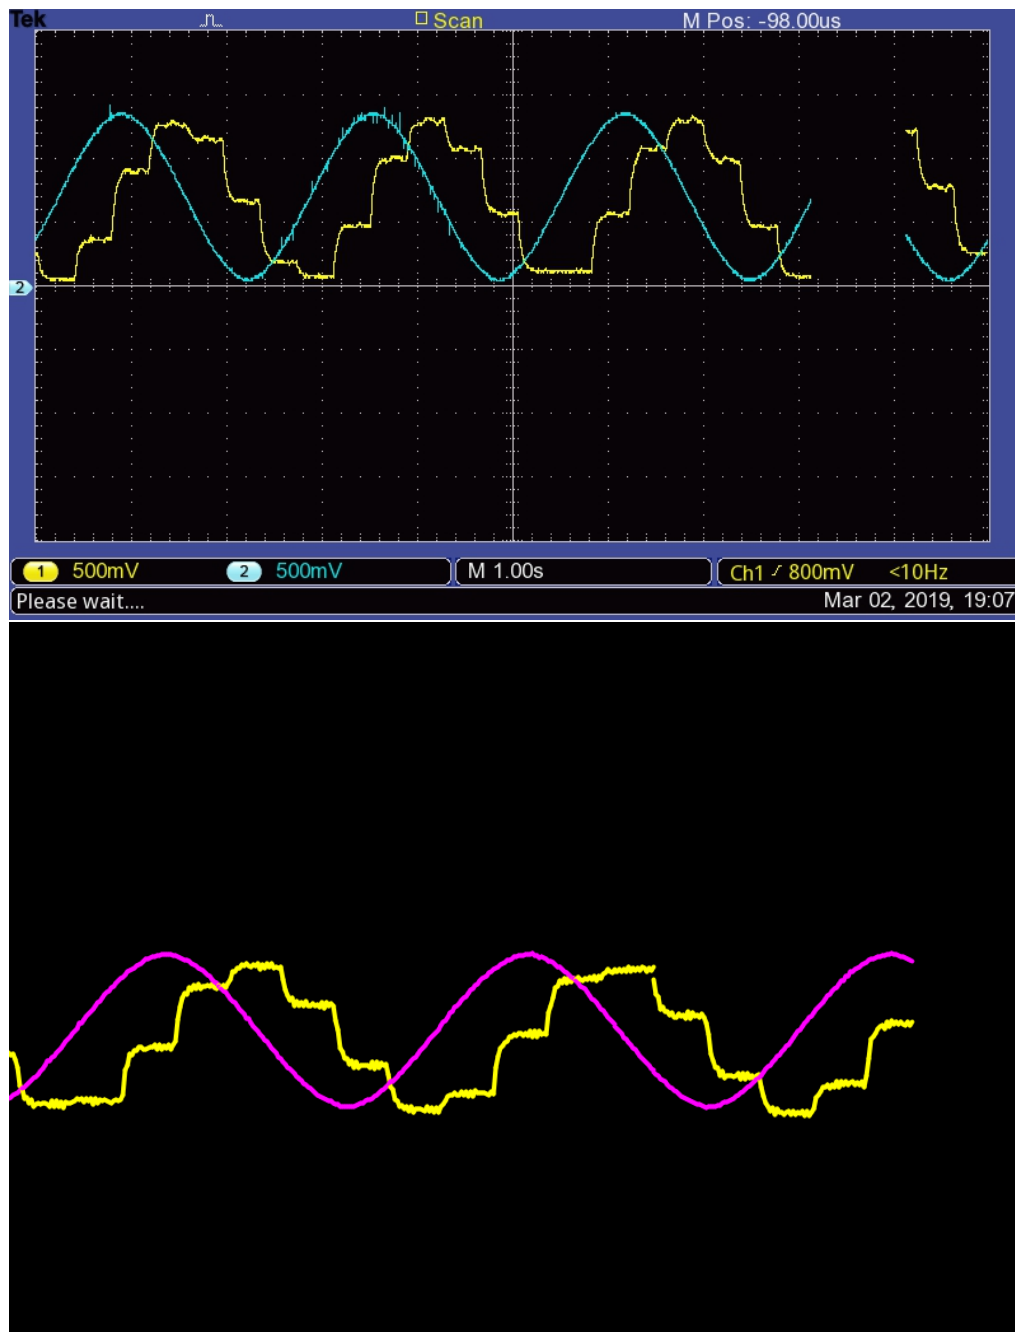 Tek Scan M Pos: -98.00us
2
1 500mV 2 500mV M 1.00s Ch1 800mV <10Hz
Please wait.... Mar 02, 2019, 19:07